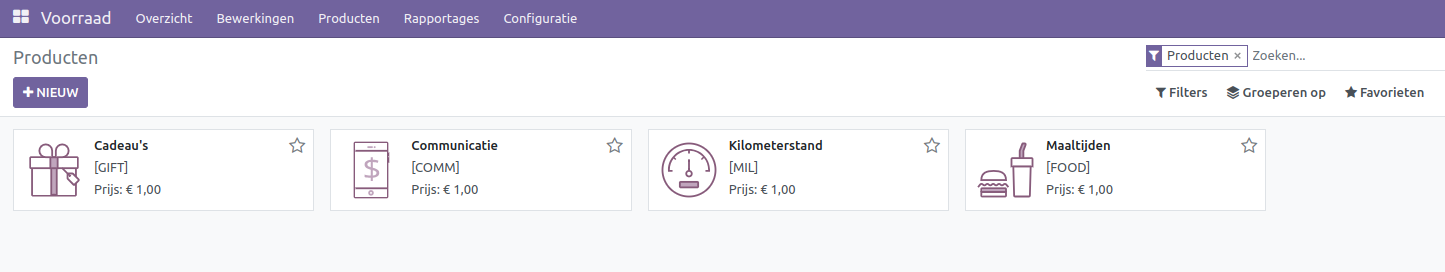 Voorraad Overzicht Bewerkingen Producten Rapportages Configuratie
Producten
Producten × Zoeken...
+ NIEUW
Filters Groeperen op Favorieten
Cadeau's
[GIFT]
Prijs: € 1,00
$
Communicatie
[COMM]
Prijs: € 1,00
Kilometerstand
[MIL]
Prijs: € 1,00
Maaltijden
[FOOD]
Prijs: € 1,00